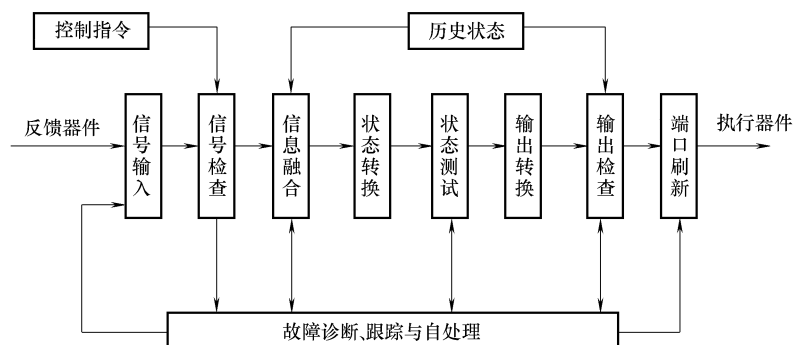 控制指令
历史状态
反馈器件
信号输入
信号检查
信息融合
状态转换
状态测试
输出转换
输出检查
端口刷新
执行器件
故障诊断、跟踪与自处理